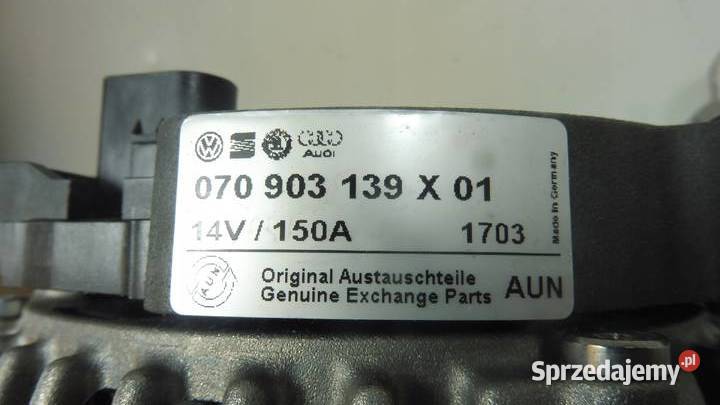 AUDI
070 903 139 X 01
14V / 150A 1703
Made in Germany
AUN
Original Austauschteile
Genuine Exchange Parts AUN
Sprzedajemy.pl